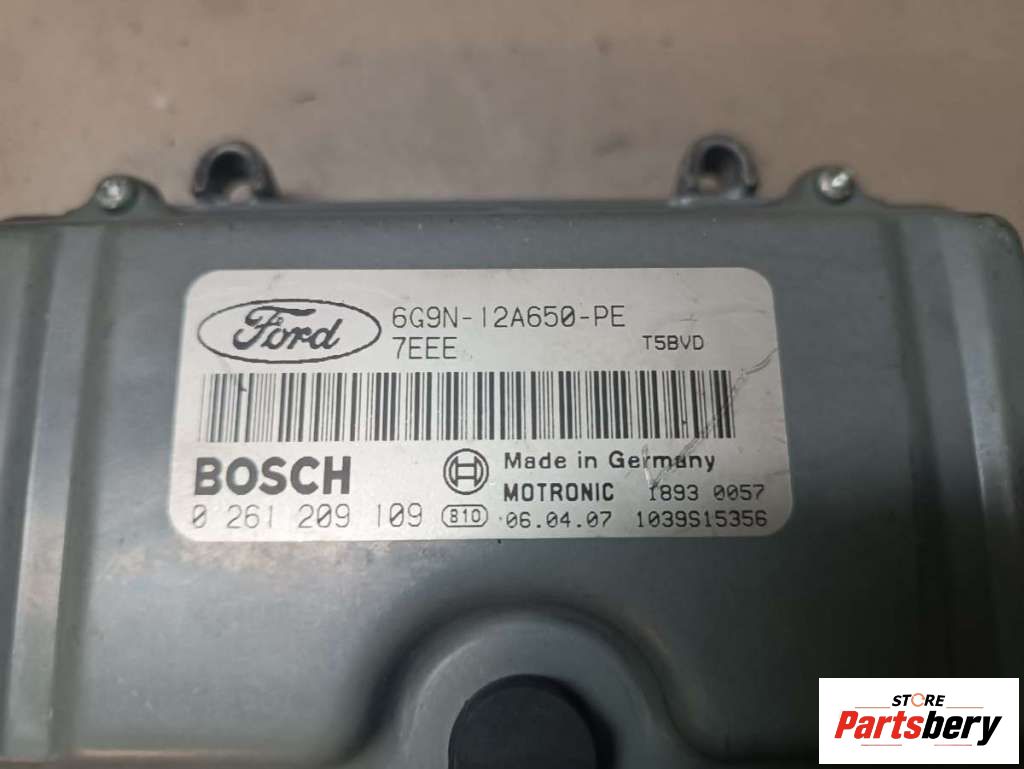 Ford
6G9N-12A650-PE
7EEE T5BVD
BOSCH Made in Germany
MOTRONIC 1893 0057
0 261 209 109 810 06.04.07 1039S15356
STORE
Partsbery